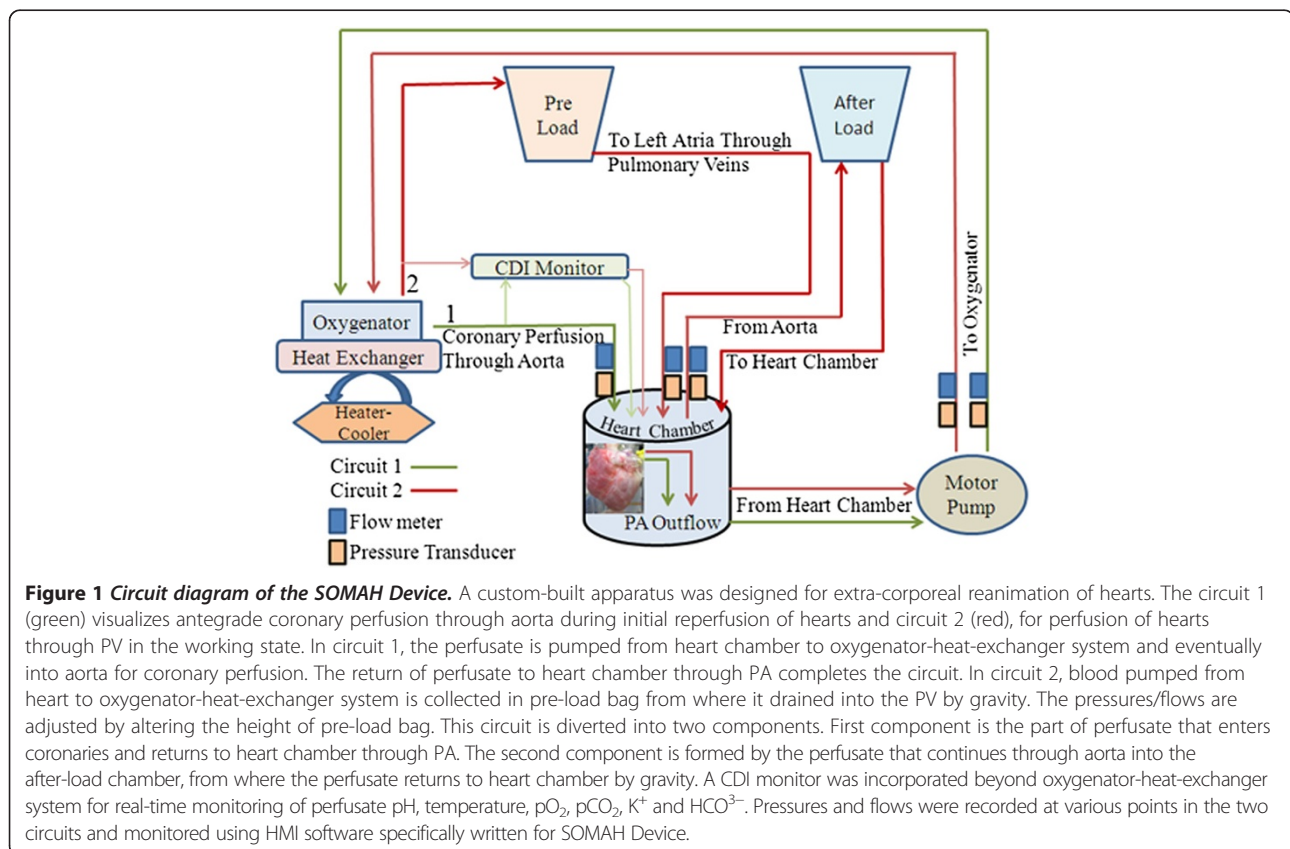 Pre
Load
After
Load
To Left Atria Through
Pulmonary Veins
CDI Monitor
2
1
Oxygenator
Heat Exchanger
Coronary Perfusion
Through Aorta
Heater-
Cooler
From Aorta
To Heart Chamber
To Oxygenator
Heart Chamber
PA Outflow
From Heart Chamber
Motor
Pump
Circuit 1
Circuit 2
Flow meter
Pressure Transducer
Figure 1 Circuit diagram of the SOMAH Device. A custom-built apparatus was designed for extra-corporeal reanimation of hearts. The circuit 1
(green) visualizes antegrade coronary perfusion through aorta during initial reperfusion of hearts and circuit 2 (red), for perfusion of hearts
through PV in the working state. In circuit 1, the perfusate is pumped from heart chamber to oxygenator-heat-exchanger system and eventually
into aorta for coronary perfusion. The return of perfusate to heart chamber through PA completes the circuit. In circuit 2, blood pumped from
heart to oxygenator-heat-exchanger system is collected in pre-load bag from where it drained into the PV by gravity. The pressures/flows are
adjusted by altering the height of pre-load bag. This circuit is diverted into two components. First component is the part of perfusate that enters
coronaries and returns to heart chamber through PA. The second component is formed by the perfusate that continues through aorta into the
after-load chamber, from where the perfusate returns to heart chamber by gravity. A CDI monitor was incorporated beyond oxygenator-heat-exchanger
system for real-time monitoring of perfusate pH, temperature, pO₂, pCO₂, K⁺ and HCO³⁻. Pressures and flows were recorded at various points in the two
circuits and monitored using HMI software specifically written for SOMAH Device.